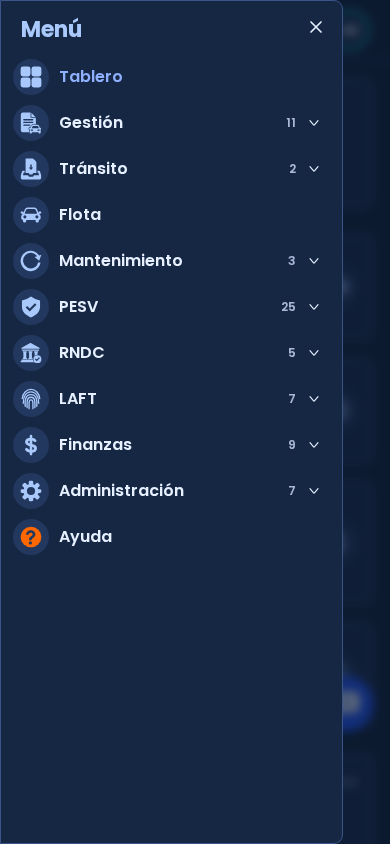 Menú
Tablero
Gestión 11
Tránsito 2
Flota
Mantenimiento 3
PESV 25
RNDC 5
LAFT 7
Finanzas 9
Administración 7
Ayuda